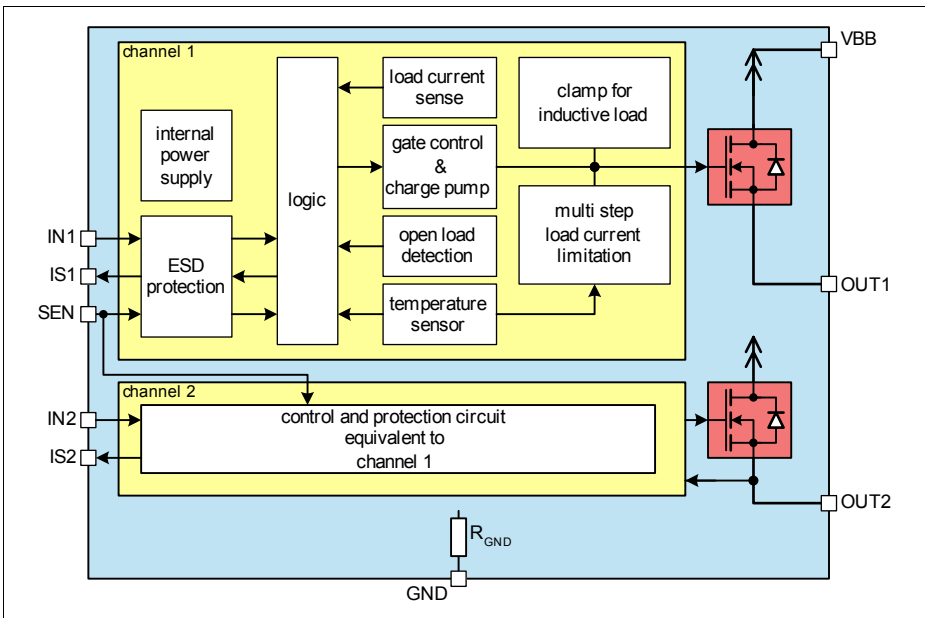 channel 1
VBB
load current
sense
clamp for
inductive load
internal
power
supply
gate control
&
charge pump
logic
multi step
load current
limitation
IN1
ESD
protection
open load
detection
IS1
OUT1
SEN
temperature
sensor
channel 2
IN2
control and protection circuit
equivalent to
channel 1
IS2
OUT2
RGND
GND